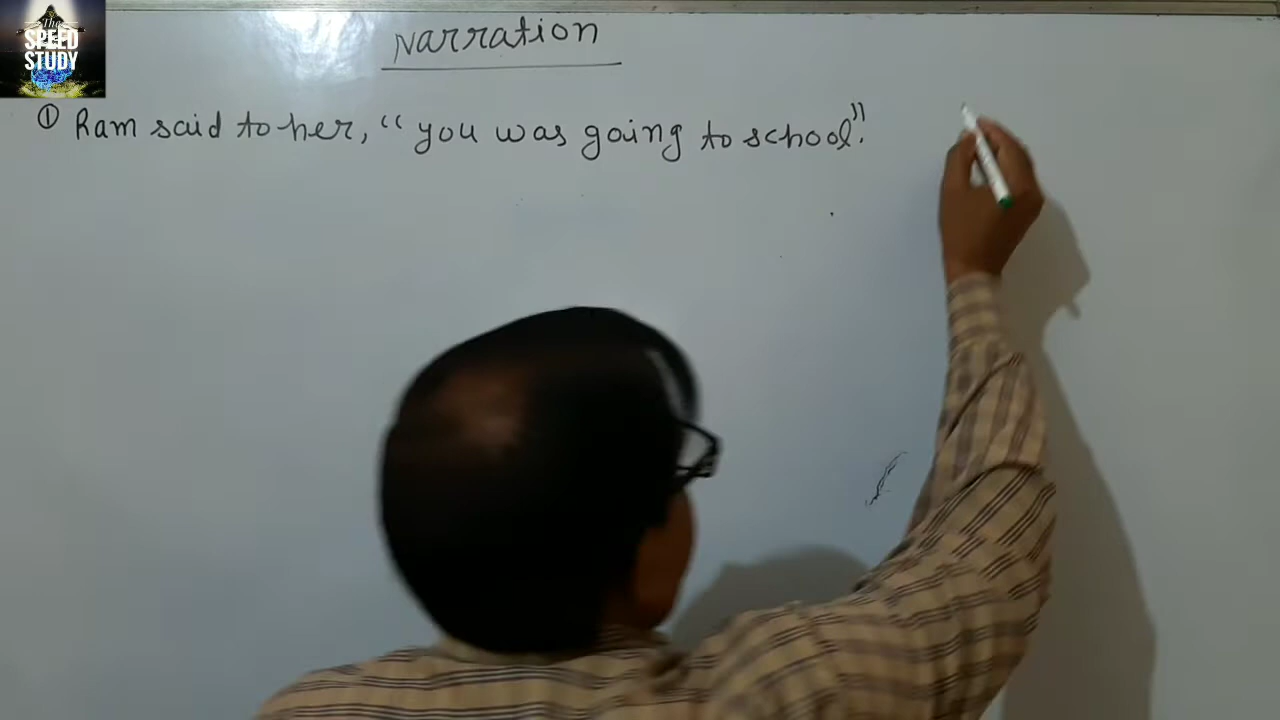 The
SPEED
STUDY
Narration
① Ram said to her, “you was going to school”.